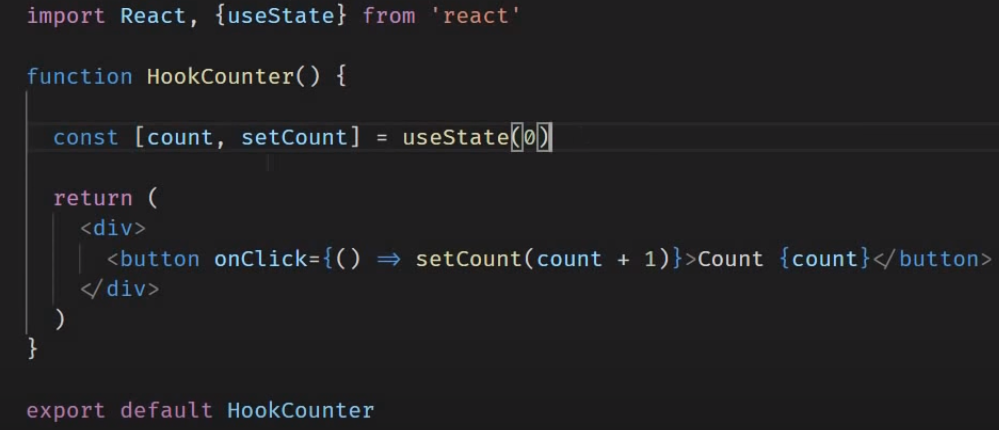 import React, {useState} from 'react'
function HookCounter() {
const [count, setCount] = useState(0)
return (
<div>
<button onClick={() => setCount(count + 1)}>Count {count}</button>
</div>
)
}
export default HookCounter